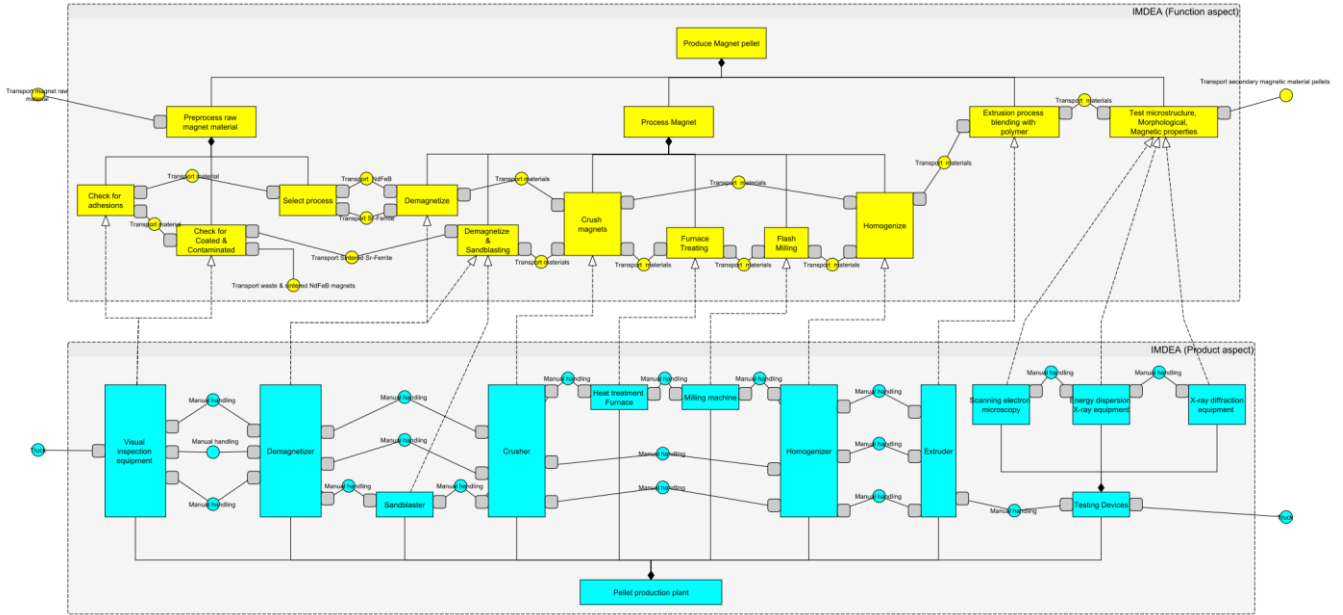 IMDEA (Function aspect)
Produce Magnet pellet
Transport magnet raw
material
Transport secondary magnetic material pellets
Preprocess raw
magnet material
Process Magnet
Extrusion process
blending with
polymer
Transport materials
Test microstructure,
Morphological,
Magnetic properties
Check for
adhesions
Transport material
Select process
Transport NdFeB
Transport Sr-Ferrite
Demagnetize
Transport materials
Crush
magnets
Transport materials
Homogenize
Transport materials
Transport material
Check for
Coated &
Contaminated
Transport Sintered Sr-Ferrite
Demagnetize
& Sandblasting
Transport materials
Transport materials
Furnace
Treating
Transport materials
Flash
Milling
Transport materials
Transport waste & sintered NdFeB magnets
IMDEA (Product aspect)
Truck
Visual
inspection
equipment
Manual handling
Manual handling
Manual handling
Demagnetizer
Manual handling
Manual handling
Manual handling
Sandblaster
Manual handling
Crusher
Manual handling
Heat treatment
Furnace
Manual handling
Milling machine
Manual handling
Manual handling
Manual handling
Homogenizer
Manual handling
Manual handling
Manual handling
Extruder
Manual handling
Scanning electron
microscopy
Manual handling
Energy dispersion
X-ray equipment
Manual handling
X-ray diffraction
equipment
Testing Devices
Truck
Pellet production plant